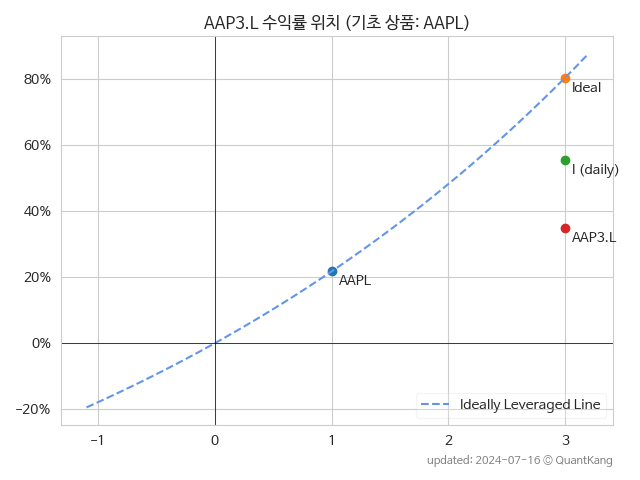 AAP3.L 수익률 위치 (기초 상품: AAPL)
80%
60%
40%
20%
0%
−20%
Ideal
I (daily)
AAP3.L
AAPL
Ideally Leveraged Line
−1
0
1
2
3
updated: 2024-07-16 © QuantKang